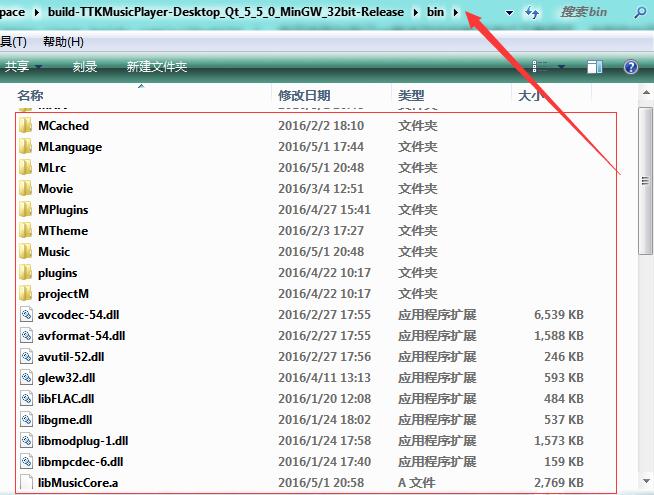 pace build-TTKMusicPlayer-Desktop_Qt_5_5_0_MinGW_32bit-Release bin 搜索bin
具(T) 帮助(H)
共享 刻录 新建文件夹
名称 修改日期 类型 大小
MCached 2016/2/2 18:10 文件夹
MLanguage 2016/5/1 17:44 文件夹
MLrc 2016/5/1 20:48 文件夹
Movie 2016/3/4 12:51 文件夹
MPlugins 2016/4/27 15:41 文件夹
MTheme 2016/2/3 17:27 文件夹
Music 2016/5/1 20:48 文件夹
plugins 2016/4/22 10:17 文件夹
projectM 2016/4/22 10:17 文件夹
avcodec-54.dll 2016/2/27 17:55 应用程序扩展 6,539 KB
avformat-54.dll 2016/2/27 17:55 应用程序扩展 1,588 KB
avutil-52.dll 2016/2/27 17:56 应用程序扩展 246 KB
glew32.dll 2016/4/11 13:13 应用程序扩展 593 KB
libFLAC.dll 2016/1/20 12:08 应用程序扩展 484 KB
libgme.dll 2016/1/24 18:02 应用程序扩展 537 KB
libmodplug-1.dll 2016/1/24 17:58 应用程序扩展 1,573 KB
libmpcdec-6.dll 2016/1/24 17:40 应用程序扩展 159 KB
libMusicCore.a 2016/5/1 20:58 A 文件 2,769 KB